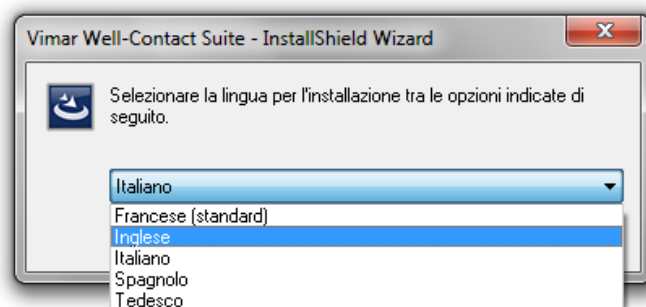 Vimar Well-Contact Suite - InstallShield Wizard
Selezionare la lingua per l'installazione tra le opzioni indicate di
seguito.
Italiano
Francese (standard)
Inglese
Italiano
Spagnolo
Tedesco